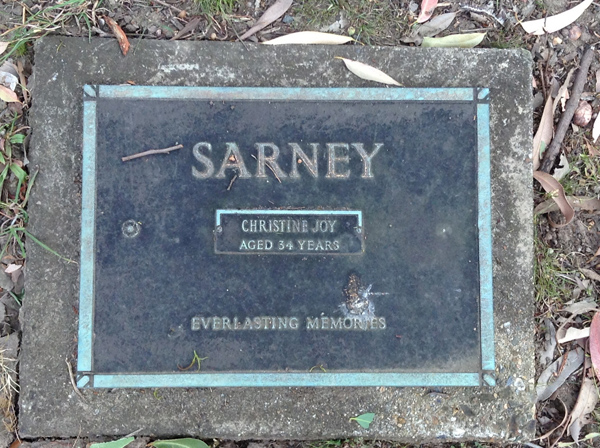 SARNEY
CHRISTINE JOY
AGED 34 YEARS
EVERLASTING MEMORIES